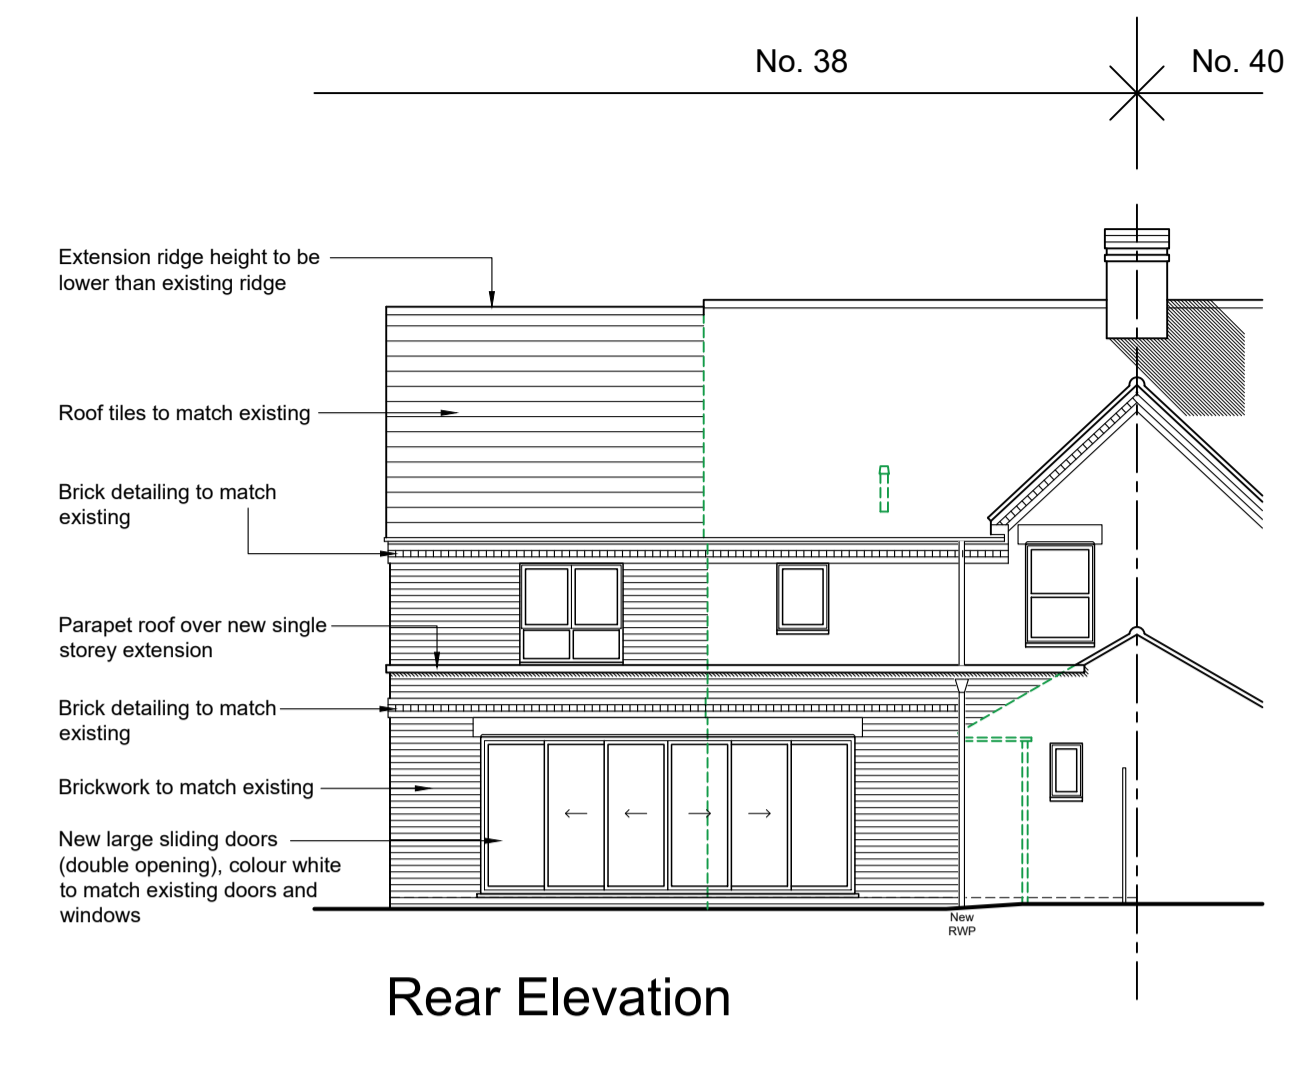 No. 38
No. 40
Extension ridge height to be
lower than existing ridge
Roof tiles to match existing
Brick detailing to match
existing
Parapet roof over new single
storey extension
Brick detailing to match
existing
Brickwork to match existing
New large sliding doors
(double opening), colour white
to match existing doors and
windows
New
RWP
Rear Elevation